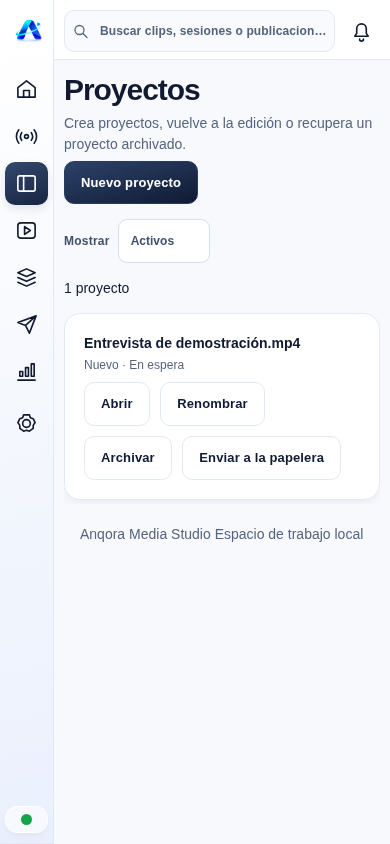 Buscar clips, sesiones o publicacion…
Proyectos
Crea proyectos, vuelve a la edición o recupera un
proyecto archivado.
Nuevo proyecto
Mostrar
Activos
1 proyecto
Entrevista de demostración.mp4
Nuevo · En espera
Abrir
Renombrar
Archivar
Enviar a la papelera
Anqora Media Studio Espacio de trabajo local